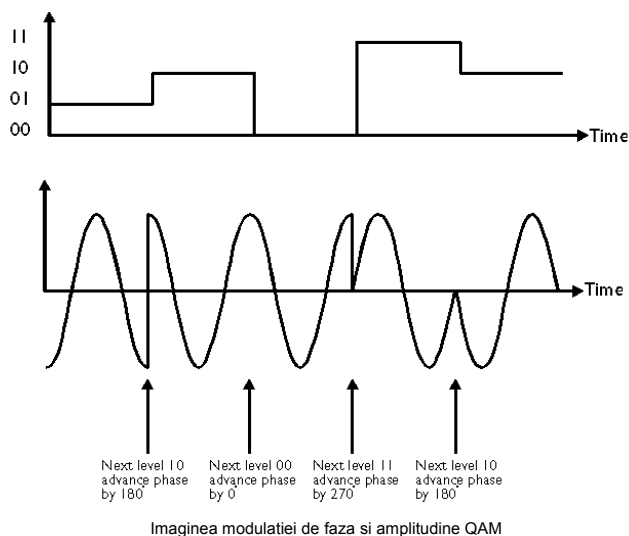 11
10
01
00
Time
Time
Next level 10
advance phase
by 180°
Next level 00
advance phase
by 0°
Next level 11
advance phase
by 270°
Next level 10
advance phase
by 180°
Imaginea modulatiei de faza si amplitudine QAM